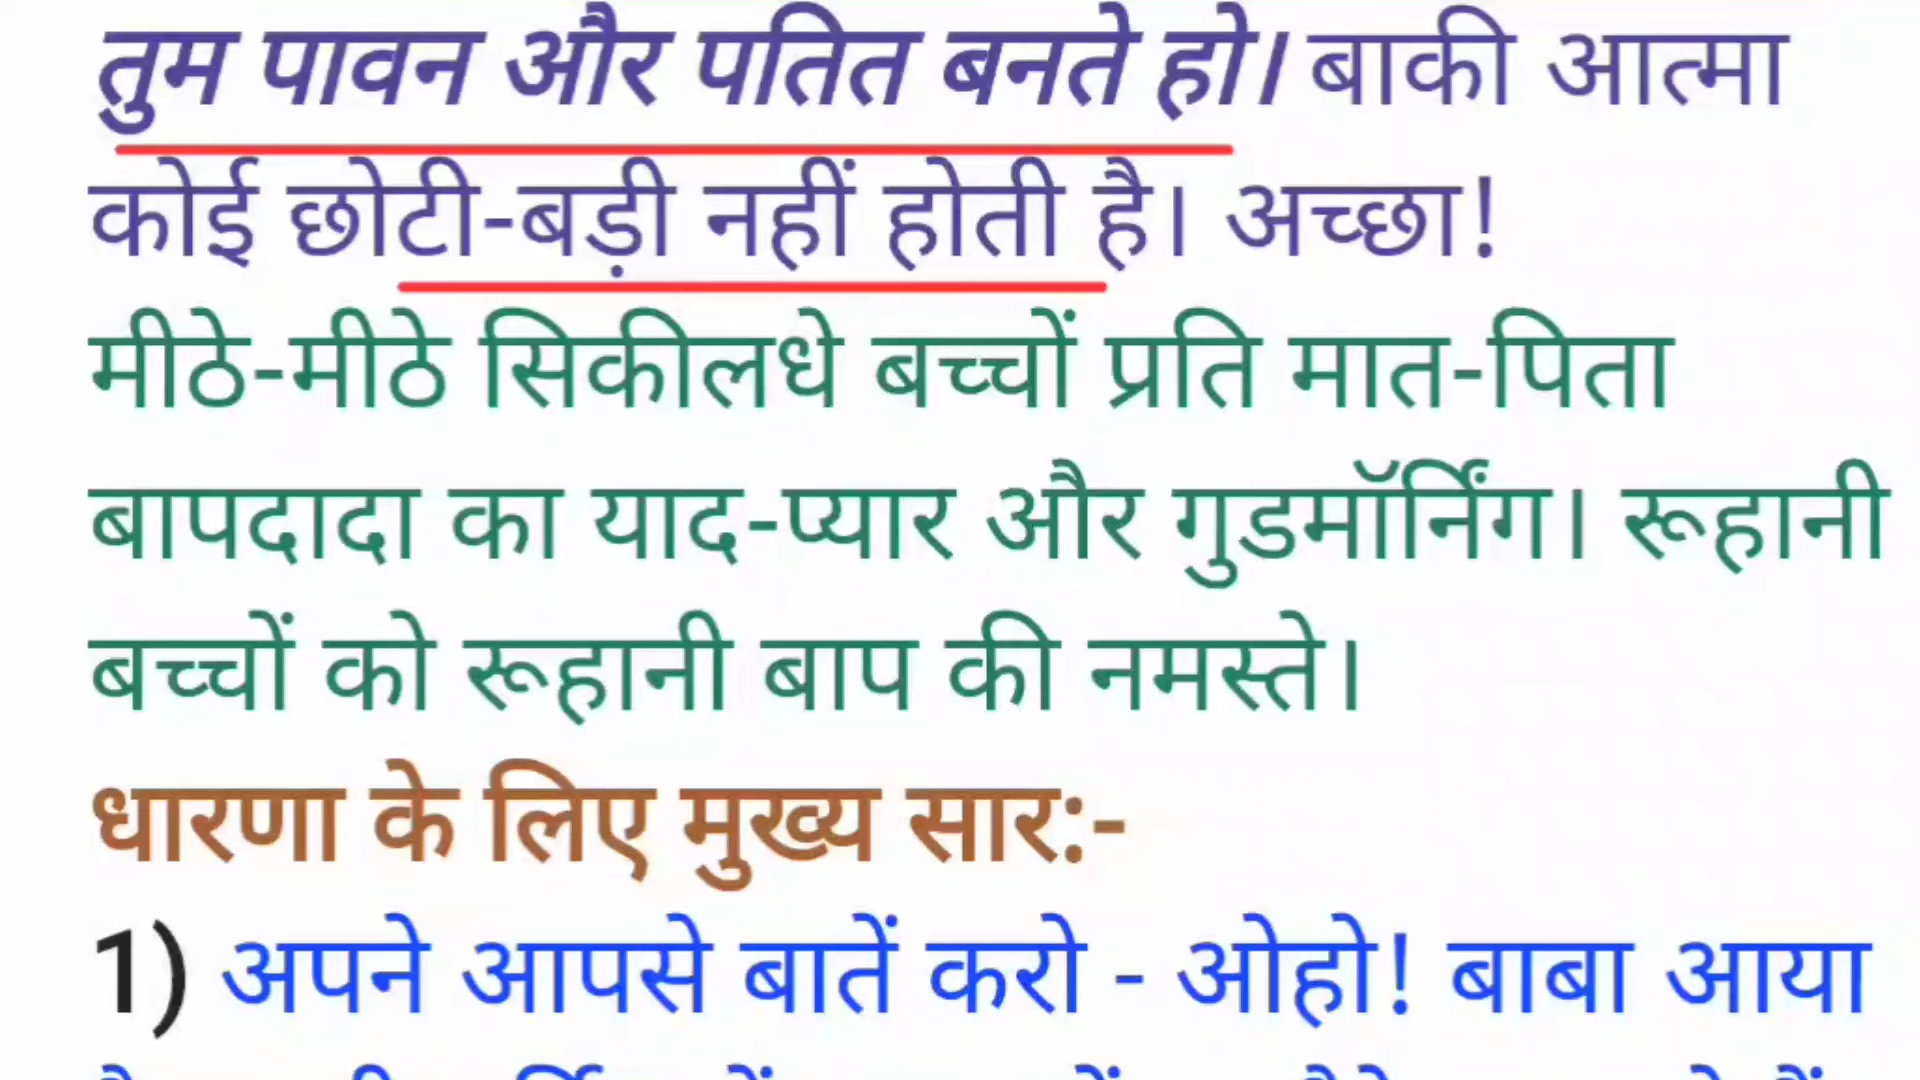 तुम पावन और पतित बनते हो। बाकी आत्मा
कोई छोटी-बड़ी नहीं होती है। अच्छा!
मीठे-मीठे सिकीलधे बच्चों प्रति मात-पिता
बापदादा का याद-प्यार और गुडमॉर्निंग। रूहानी
बच्चों को रूहानी बाप की नमस्ते।
धारणा के लिए मुख्य सार:-
1) अपने आपसे बातें करो - ओहो! बाबा आया